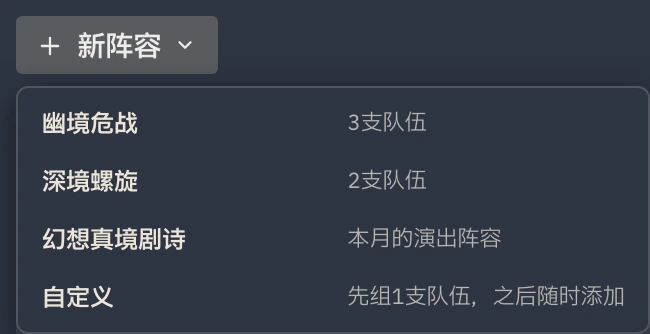 + 新阵容
幽境危战 3支队伍
深境螺旋 2支队伍
幻想真境剧诗 本月的演出阵容
自定义 先组1支队伍，之后随时添加